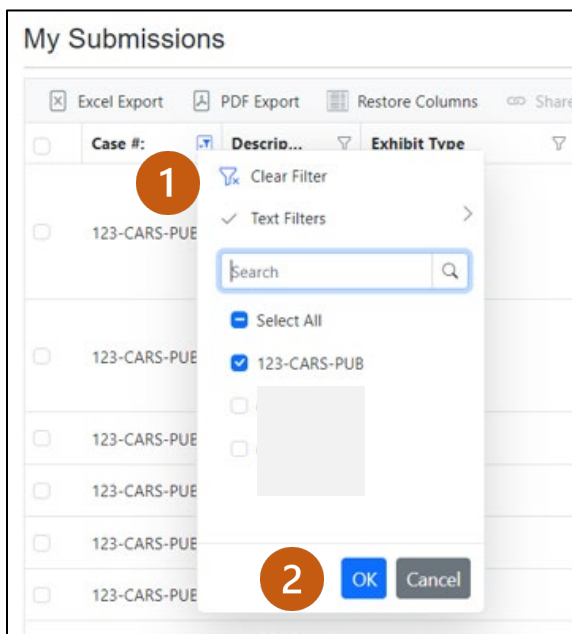 My Submissions
Excel Export PDF Export Restore Columns Share
Case #: Descrip... Exhibit Type
1 Clear Filter
Text Filters
123-CARS-PUB
Search
Select All
123-CARS-PUB
123-CARS-PUB
123-CARS-PUB
123-CARS-PUB
123-CARS-PUB
2 OK Cancel
123-CARS-PUB